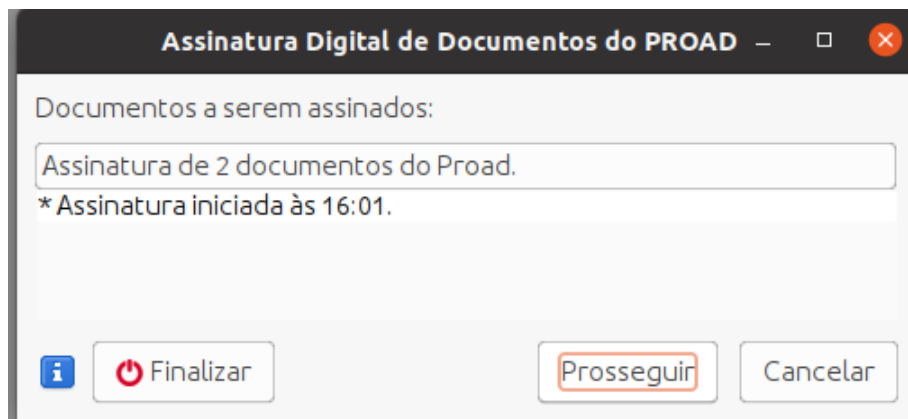 Assinatura Digital de Documentos do PROAD
Documentos a serem assinados:
Assinatura de 2 documentos do Proad.
* Assinatura iniciada às 16:01.
Finalizar Prosseguir Cancelar